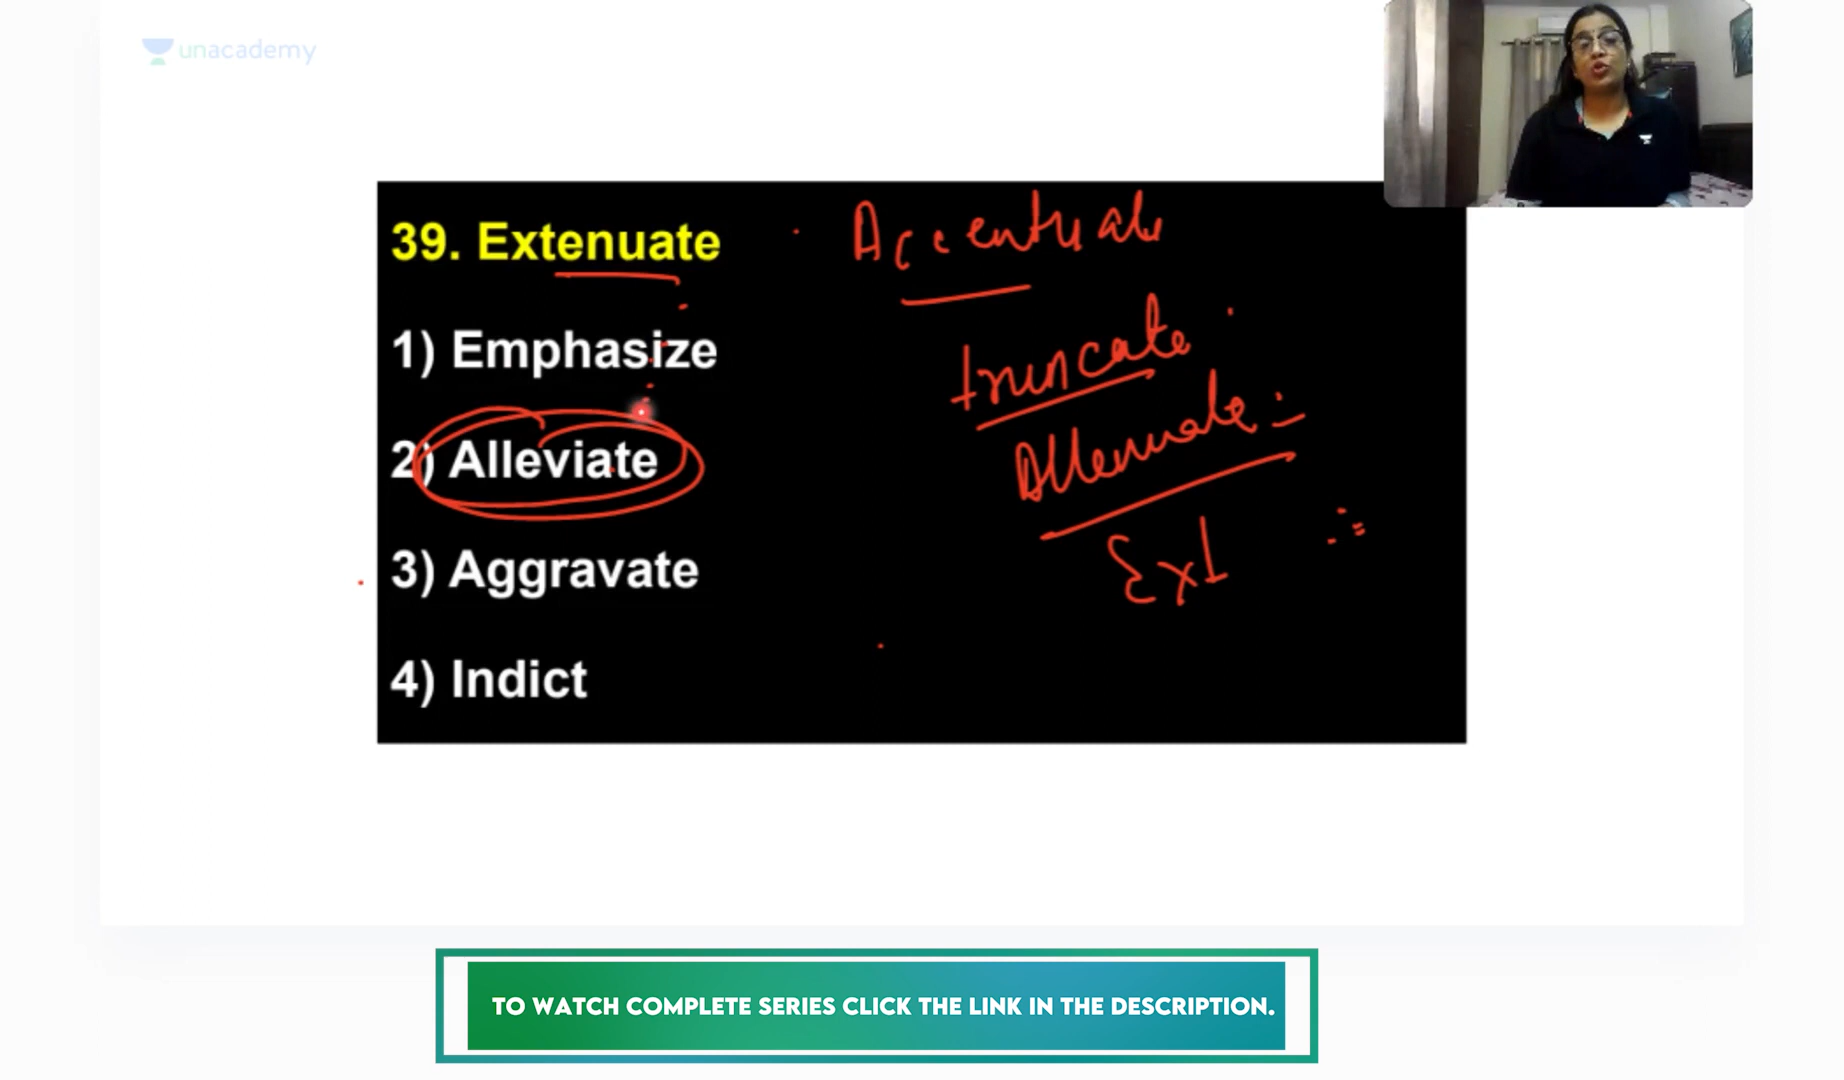 unacademy
39. Extenuate
Accentuate
1) Emphasize
truncate
2) Alleviate
Attenuate
3) Aggravate
Ext
4) Indict
TO WATCH COMPLETE SERIES CLICK THE LINK IN THE DESCRIPTION.